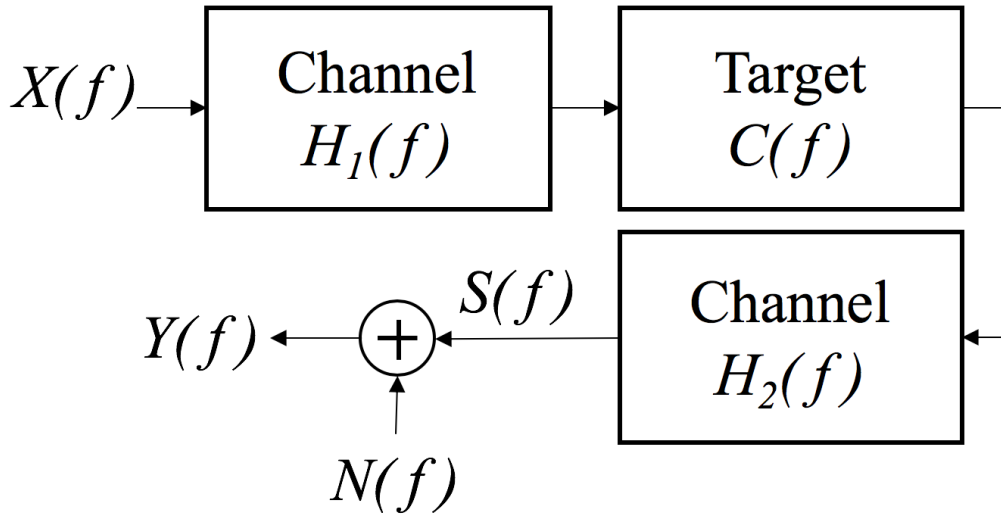 X(f)
Channel
H₁(f)
Target
C(f)
S(f)
Channel
H₂(f)
Y(f)
+
N(f)